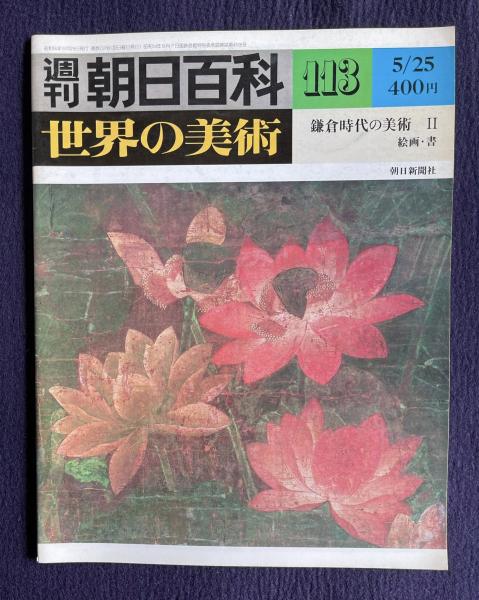 週刊
朝日百科
113
5/25
400円
世界の美術
鎌倉時代の美術 II
絵画・書
朝日新聞社